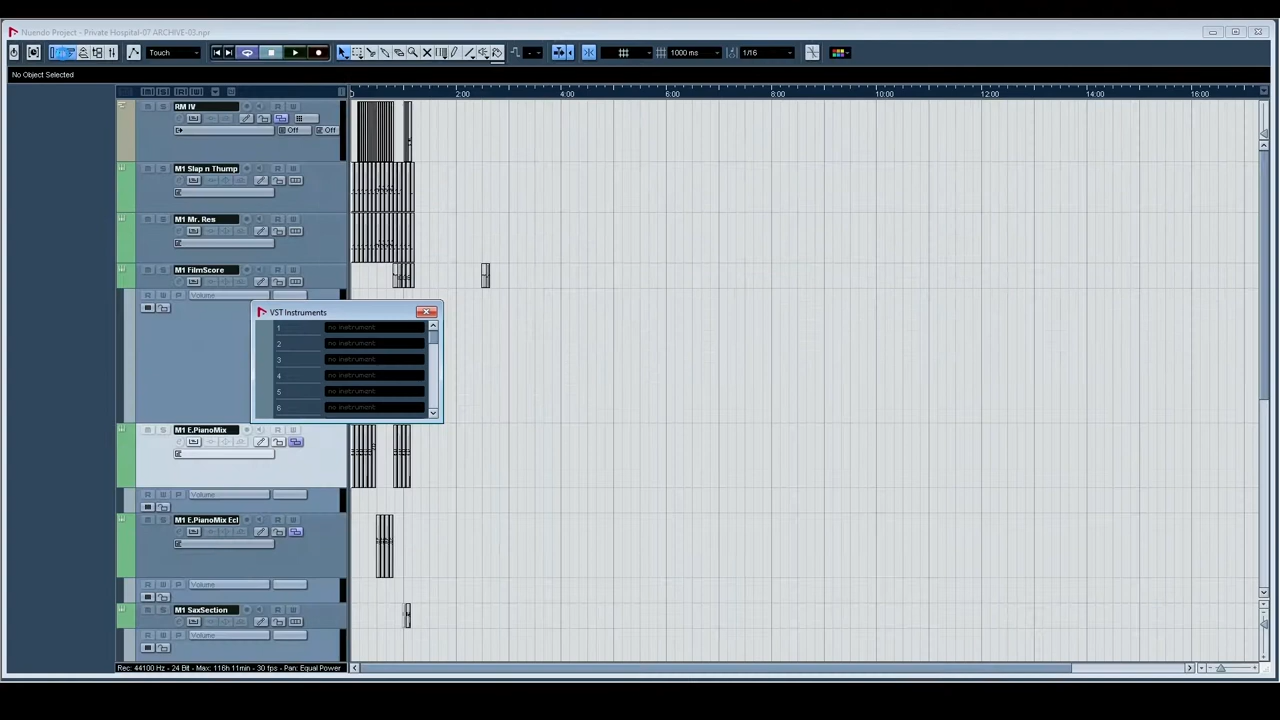 Nuendo Project - Private Hospital-07 ARCHIVE-03.npr
Touch
1000 ms
1/16
No Object Selected
0 2:00 4:00 6:00 8:00 10:00 12:00 14:00 16:00
RM IV
Off Off
M1 Slap n Thump
M1 Mr. Res
M1 FilmScore
Volume
VST Instruments
1 no instrument
2 no instrument
3 no instrument
4 no instrument
5 no instrument
6 no instrument
M1 E.PianoMix
Volume
M1 E.PianoMix Ecl
Volume
M1 SaxSection
Volume
Rec: 44100 Hz - 24 Bit - Max: 116h 11min - 30 fps - Pan: Equal Power